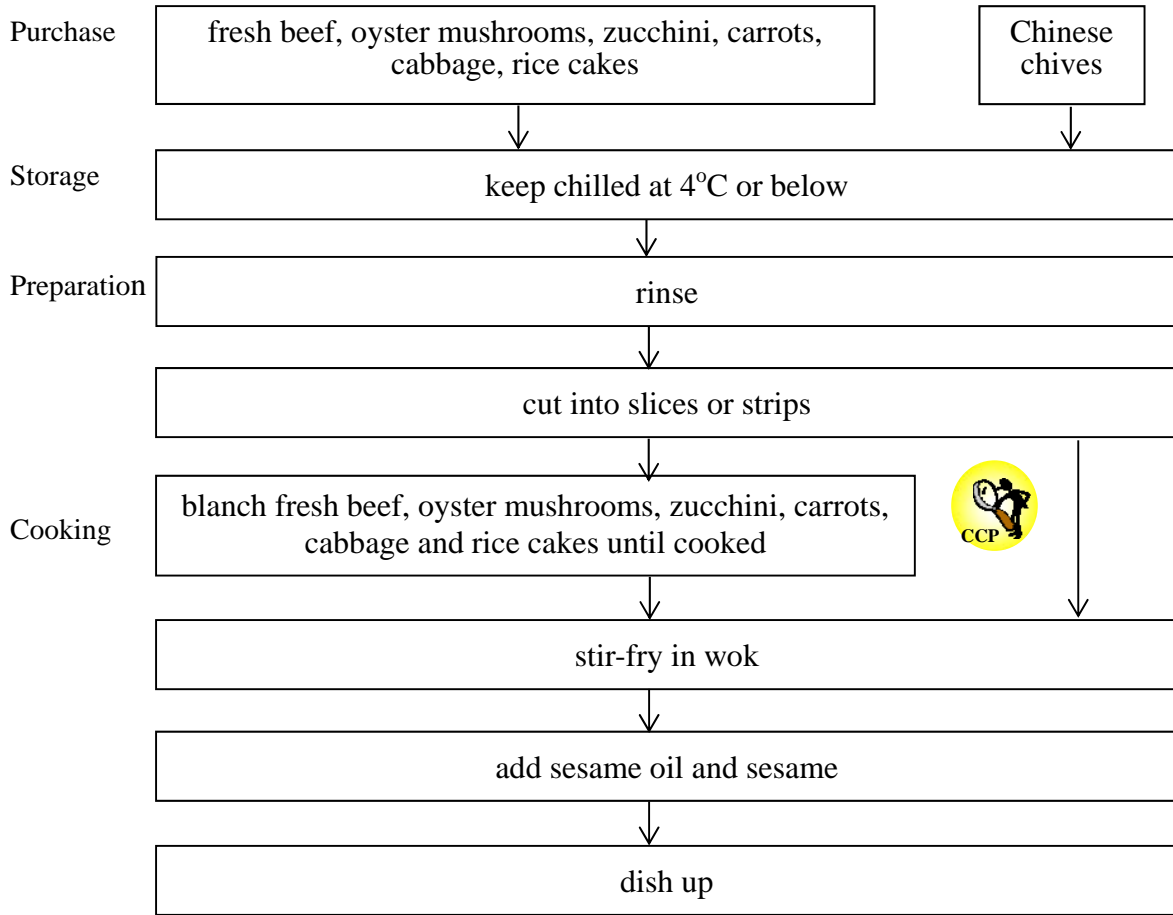 Purchase
fresh beef, oyster mushrooms, zucchini, carrots,
cabbage, rice cakes
Chinese
chives
Storage
keep chilled at 4°C or below
Preparation
rinse
cut into slices or strips
Cooking
blanch fresh beef, oyster mushrooms, zucchini, carrots,
cabbage and rice cakes until cooked
CCP
stir-fry in wok
add sesame oil and sesame
dish up